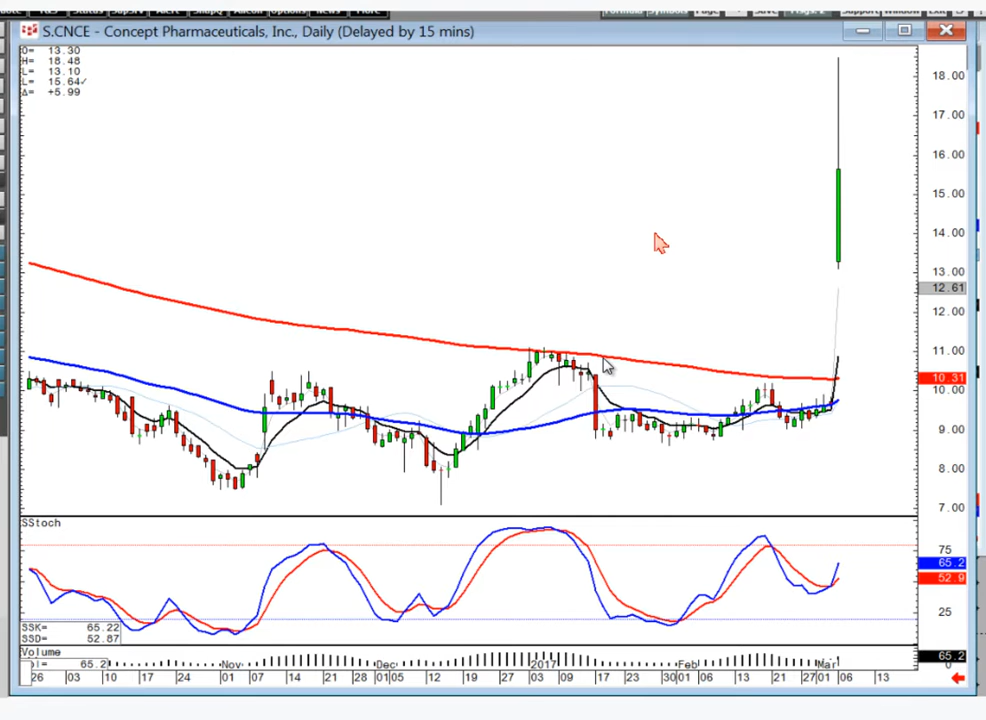 S.CNCE - Concept Pharmaceuticals, Inc., Daily (Delayed by 15 mins)
O= 13.30
H= 18.48
L= 13.10
L= 15.64✓
Δ= +5.99
18.00
17.00
16.00
15.00
14.00
13.00
12.61
12.00
11.00
10.31
10.00
9.00
8.00
7.00
SStoch
75
65.2
52.9
25
SSK= 65.22
SSD= 52.87
Volume
65.2
65.2
26 03 10 17 24 01 Nov 07 14 21 28 01 Dec 05 12 19 27 03 2017 09 17 23 30 01 Feb 06 13 21 27 01 Mar 06 13